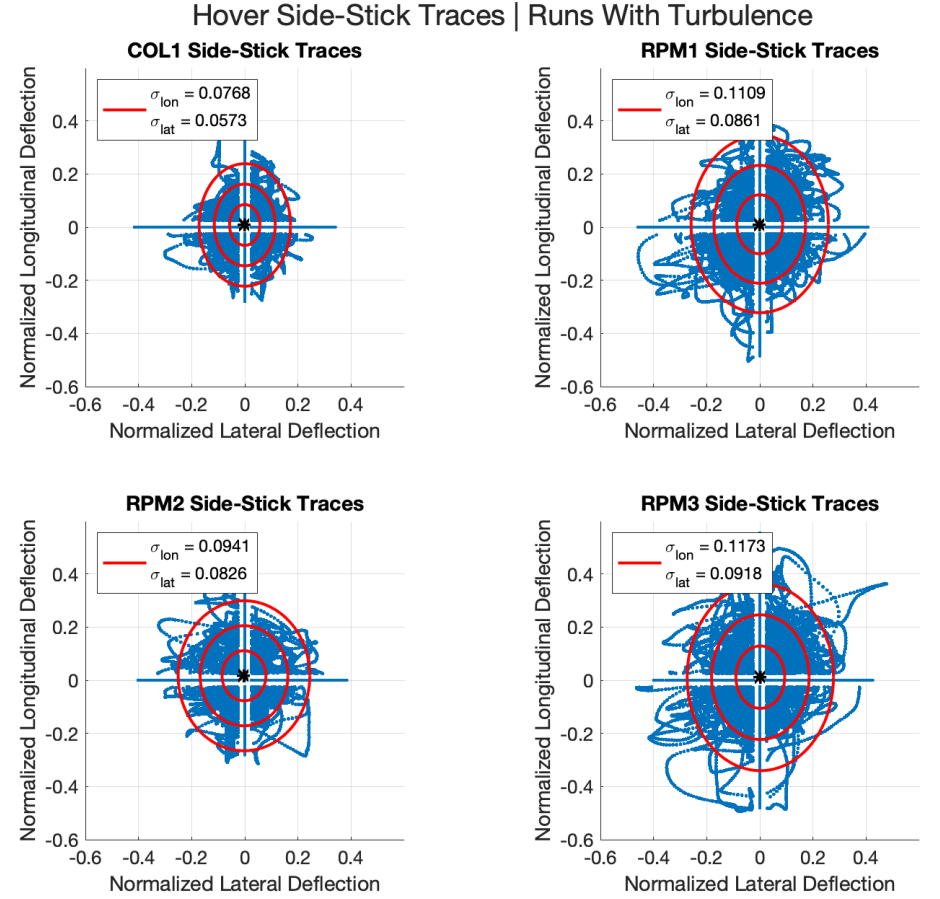 Hover Side-Stick Traces | Runs With Turbulence
COL1 Side-Stick Traces
Normalized Longitudinal Deflection
0.4
0.2
0
-0.2
-0.4
-0.6
σlon = 0.0768
σlat = 0.0573
-0.6 -0.4 -0.2 0 0.2 0.4
Normalized Lateral Deflection
RPM1 Side-Stick Traces
Normalized Longitudinal Deflection
0.4
0.2
0
-0.2
-0.4
-0.6
σlon = 0.1109
σlat = 0.0861
-0.6 -0.4 -0.2 0 0.2 0.4
Normalized Lateral Deflection
RPM2 Side-Stick Traces
Normalized Longitudinal Deflection
0.4
0.2
0
-0.2
-0.4
-0.6
σlon = 0.0941
σlat = 0.0826
-0.6 -0.4 -0.2 0 0.2 0.4
Normalized Lateral Deflection
RPM3 Side-Stick Traces
Normalized Longitudinal Deflection
0.4
0.2
0
-0.2
-0.4
-0.6
σlon = 0.1173
σlat = 0.0918
-0.6 -0.4 -0.2 0 0.2 0.4
Normalized Lateral Deflection